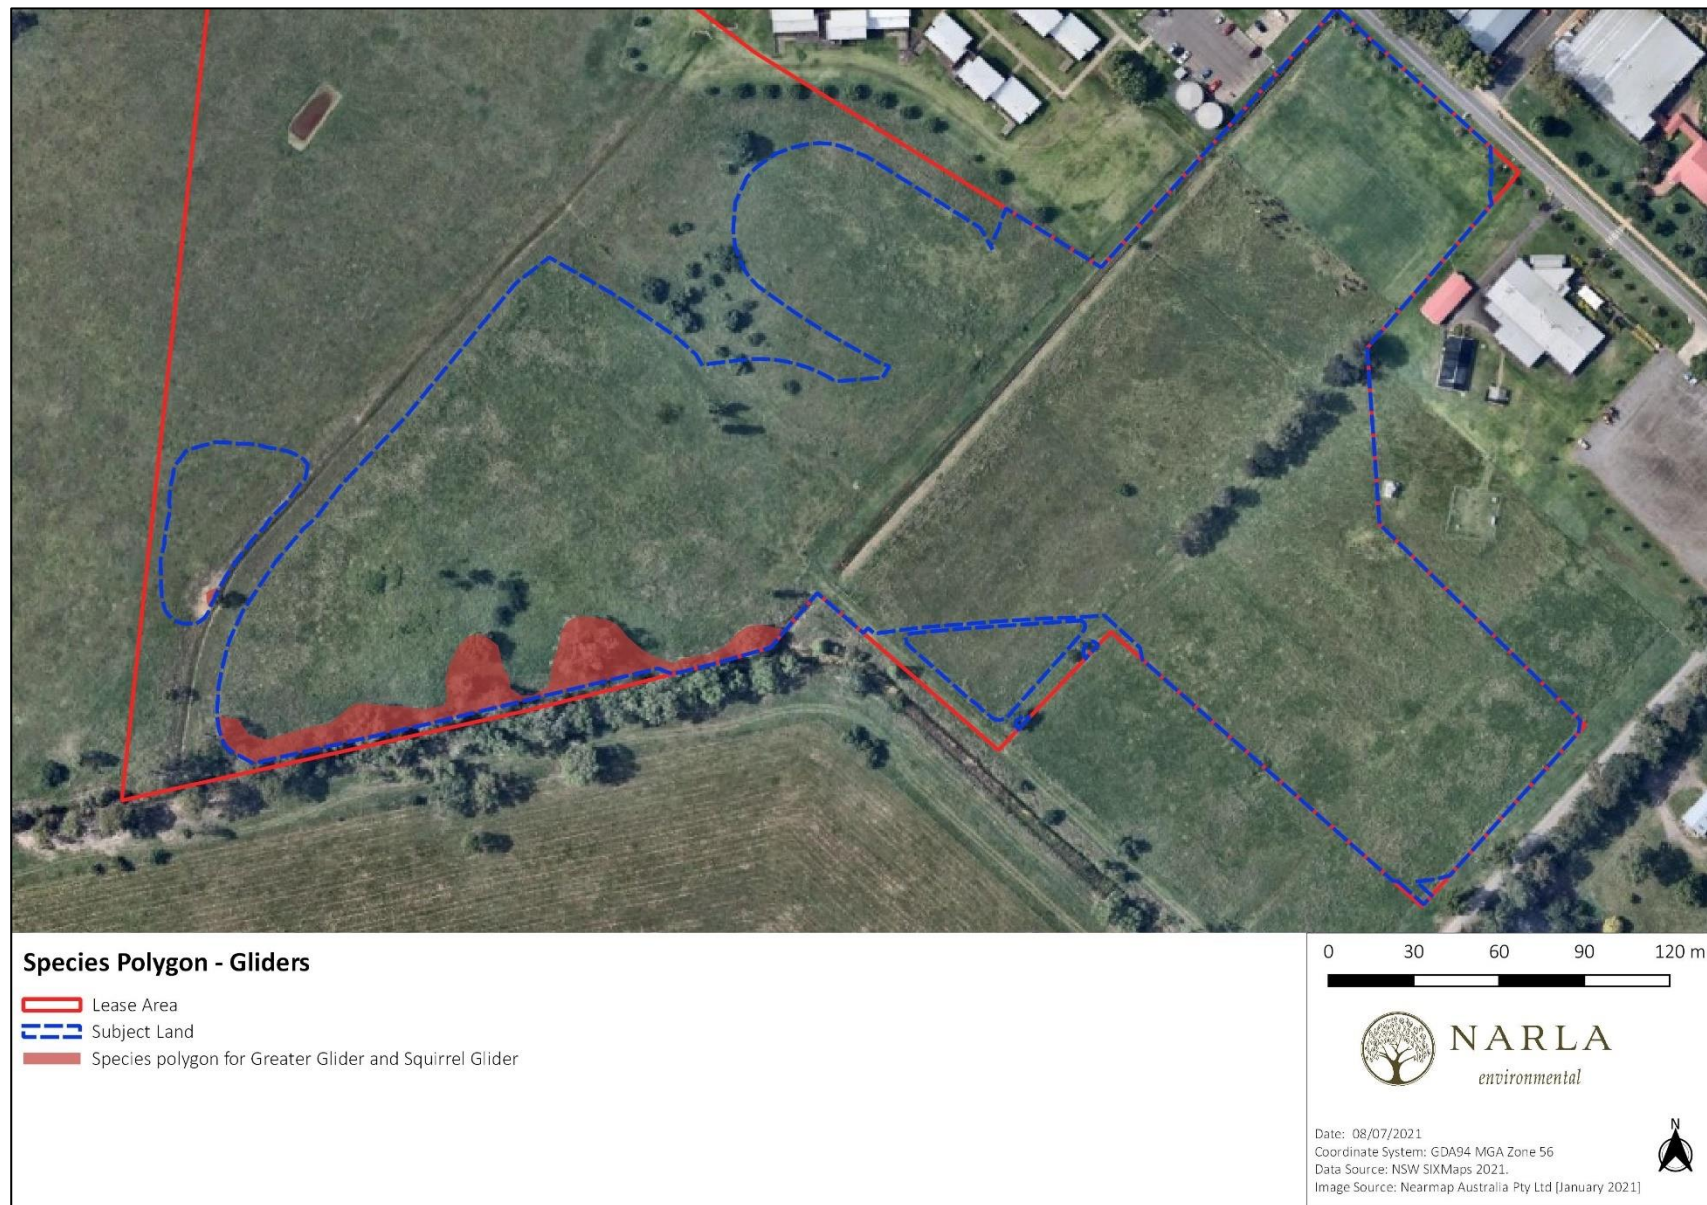 Species Polygon - Gliders
Lease Area
Subject Land
Species polygon for Greater Glider and Squirrel Glider
0 30 60 90 120 m
NARLA
environmental
N
Date: 08/07/2021
Coordinate System: GDA94 MGA Zone 56
Data Source: NSW SIXMaps 2021.
Image Source: Nearmap Australia Pty Ltd [January 2021]